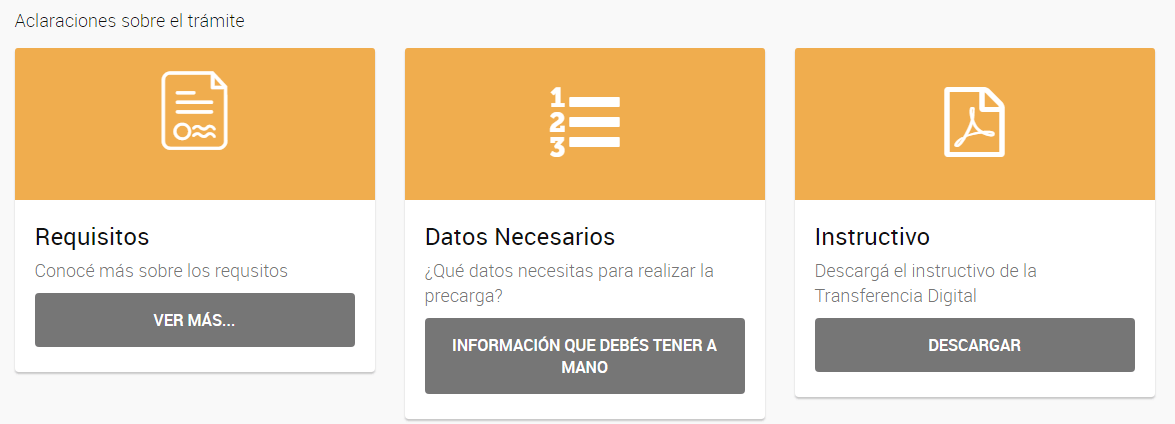 Aclaraciones sobre el trámite
Requisitos
Conocé más sobre los requsitos
VER MÁS...
1
2
3
Datos Necesarios
¿Qué datos necesitas para realizar la
precarga?
INFORMACIÓN QUE DEBÉS TENER A
MANO
Instructivo
Descargá el instructivo de la
Transferencia Digital
DESCARGAR